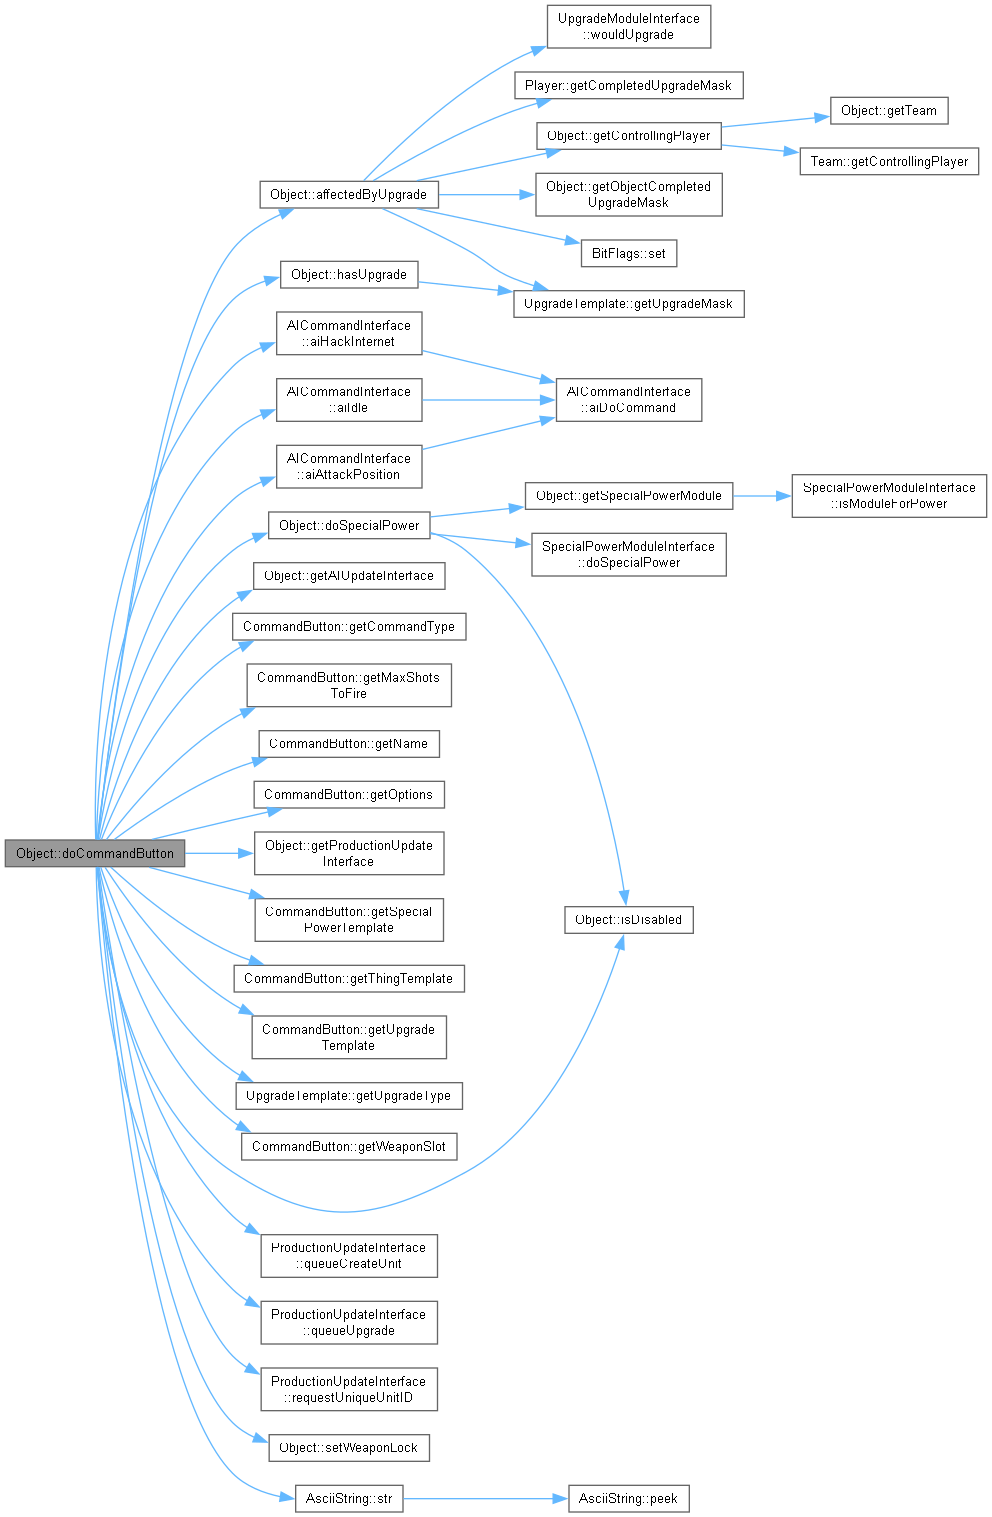 UpgradeModuleInterface
::wouldUpgrade
Player::getCompletedUpgradeMask
Object::getTeam
Object::getControllingPlayer
Team::getControllingPlayer
Object::affectedByUpgrade
Object::getObjectCompleted
UpgradeMask
BitFlags::set
Object::hasUpgrade
UpgradeTemplate::getUpgradeMask
AICommandInterface
::aiHackInternet
AICommandInterface
::aiIdle
AICommandInterface
::aiDoCommand
AICommandInterface
::aiAttackPosition
Object::getSpecialPowerModule
SpecialPowerModuleInterface
::isModuleForPower
Object::doSpecialPower
SpecialPowerModuleInterface
::doSpecialPower
Object::getAIUpdateInterface
CommandButton::getCommandType
CommandButton::getMaxShots
ToFire
CommandButton::getName
CommandButton::getOptions
Object::doCommandButton
Object::getProductionUpdate
Interface
CommandButton::getSpecial
PowerTemplate
Object::isDisabled
CommandButton::getThingTemplate
CommandButton::getUpgrade
Template
UpgradeTemplate::getUpgradeType
CommandButton::getWeaponSlot
ProductionUpdateInterface
::queueCreateUnit
ProductionUpdateInterface
::queueUpgrade
ProductionUpdateInterface
::requestUniqueUnitID
Object::setWeaponLock
AsciiString::str
AsciiString::peek